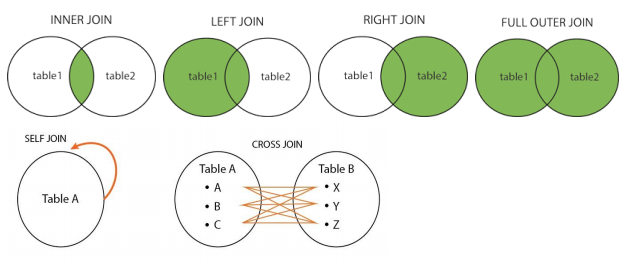 INNER JOIN
LEFT JOIN
RIGHT JOIN
FULL OUTER JOIN
table1
table2
table1
table2
table1
table2
table1
table2
SELF JOIN
Table A
CROSS JOIN
Table A
• A
• B
• C
Table B
• X
• Y
• Z